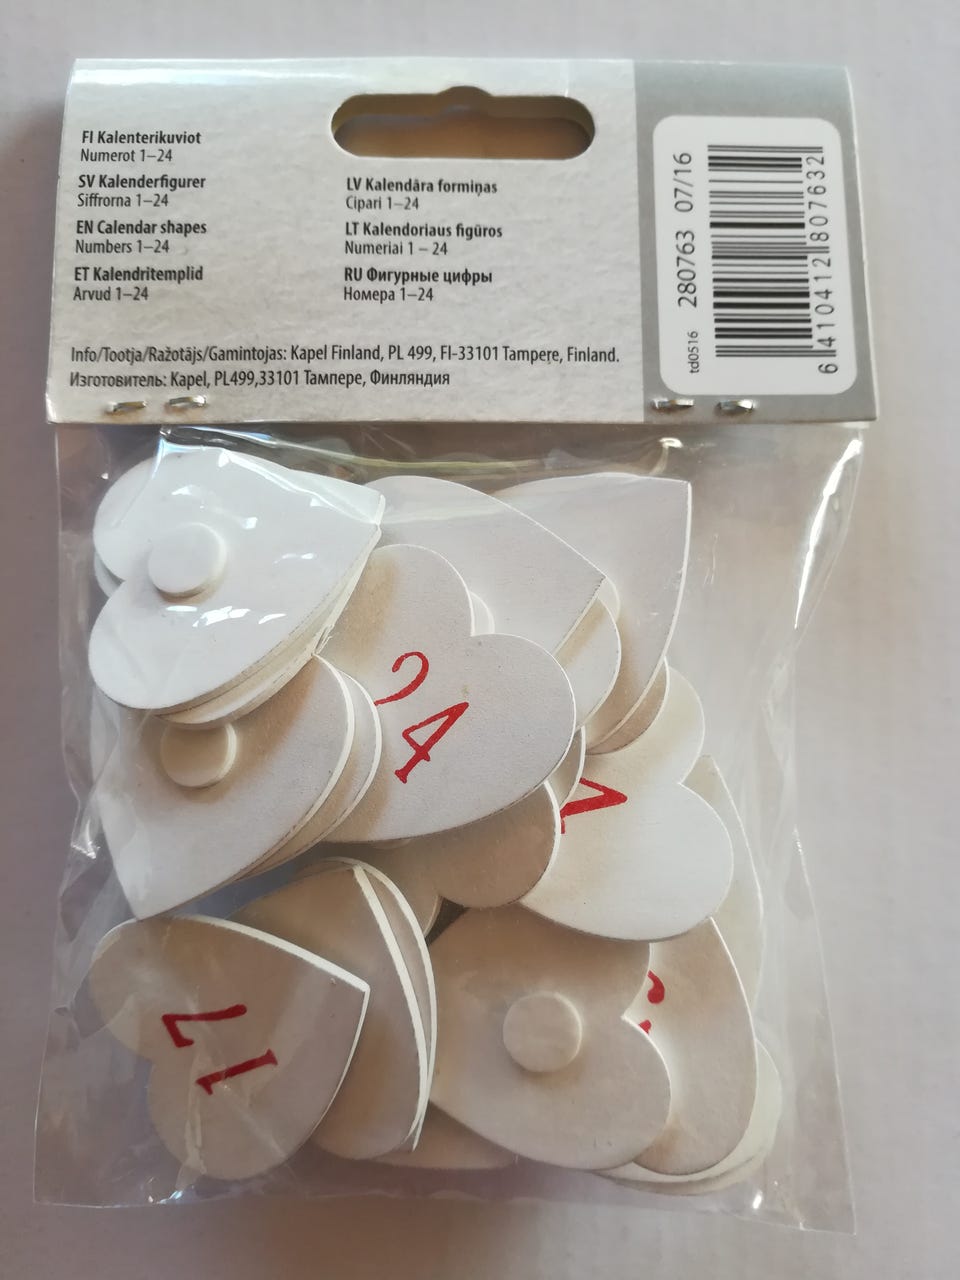 FI Kalenterikuviot
Numerot 1–24
SV Kalenderfigurer
Siffrorna 1–24
EN Calendar shapes
Numbers 1–24
ET Kalendritemplid
Arvud 1–24
LV Kalendāra formiņas
Cipari 1–24
LT Kalendoriaus figūros
Numeriai 1 – 24
RU Фигурные цифры
Номера 1–24
Info/Tootja/Ražotājs/Gamintojas: Kapel Finland, PL 499, FI-33101 Tampere, Finland.
Изготовитель: Kapel, PL499,33101 Тампере, Финляндия
td0516 280763 07/16
6410412807632
24
4
17